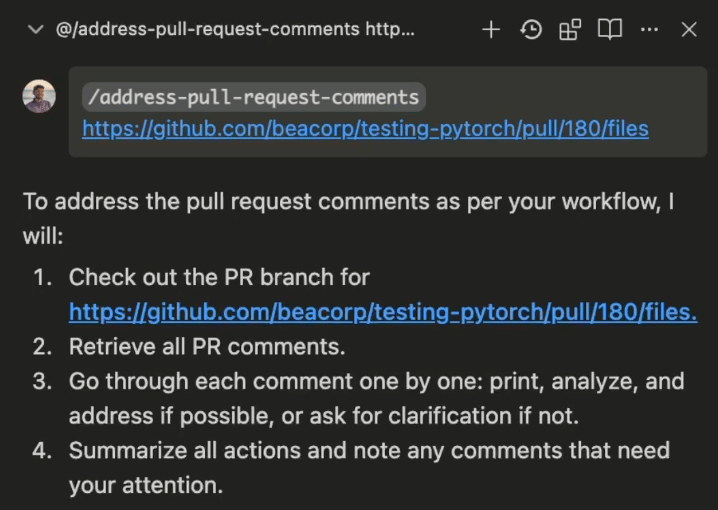 @/address-pull-request-comments http...
/address-pull-request-comments
https://github.com/beacorp/testing-pytorch/pull/180/files
To address the pull request comments as per your workflow, I
will:
1. Check out the PR branch for
https://github.com/beacorp/testing-pytorch/pull/180/files.
2. Retrieve all PR comments.
3. Go through each comment one by one: print, analyze, and
address if possible, or ask for clarification if not.
4. Summarize all actions and note any comments that need
your attention.